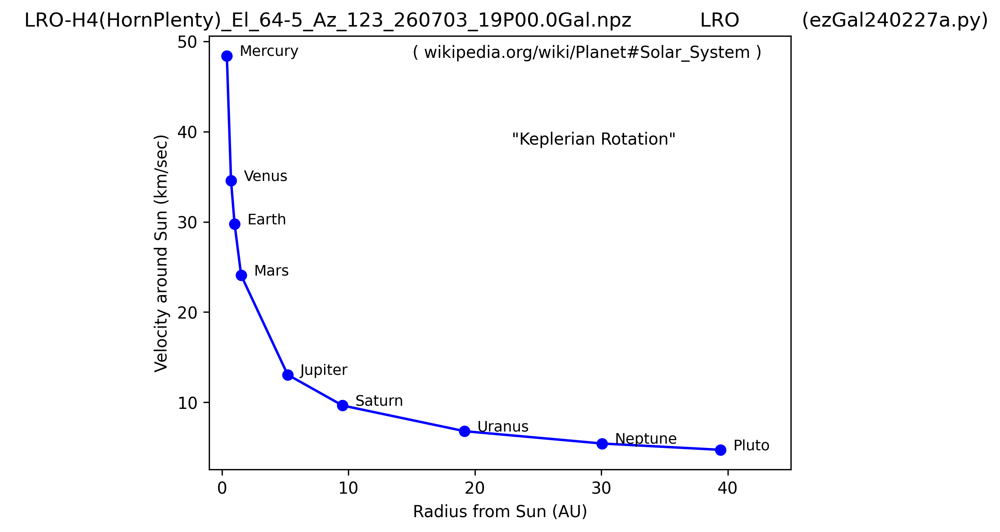 LRO-H4(HornPlenty)_El_64-5_Az_123_260703_19P00.0Gal.npz LRO (ezGal240227a.py)
( wikipedia.org/wiki/Planet#Solar_System )
"Keplerian Rotation"
Mercury
Venus
Earth
Mars
Jupiter
Saturn
Uranus
Neptune
Pluto
Velocity around Sun (km/sec)
50
40
30
20
10
0 10 20 30 40
Radius from Sun (AU)